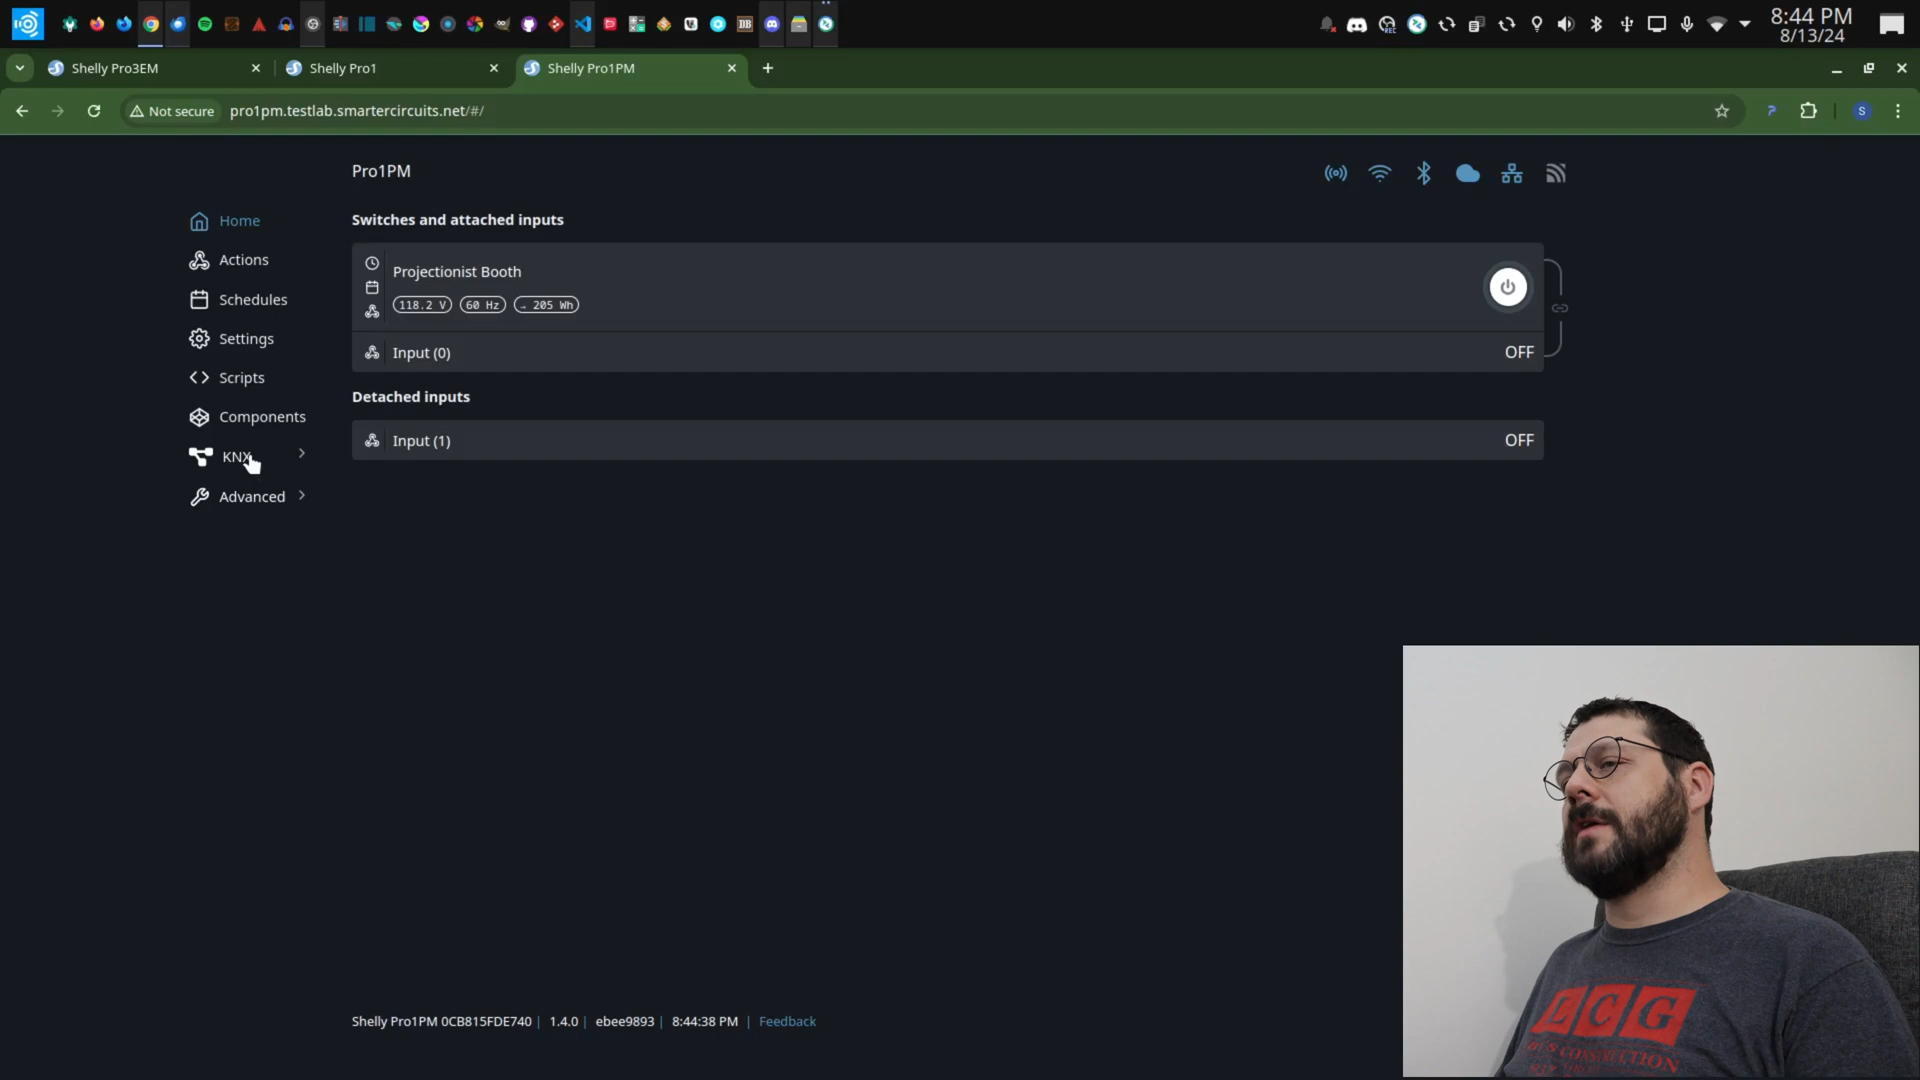 8:44 PM
8/13/24
Shelly Pro3EM
Shelly Pro1
Shelly Pro1PM
Not secure
pro1pm.testlab.smartercircuits.net/#/
S
Pro1PM
Home
Actions
Schedules
Settings
Scripts
Components
KNX
Advanced
Switches and attached inputs
Projectionist Booth
118.2 V
60 Hz
→ 205 Wh
Input (0)
OFF
Detached inputs
Input (1)
OFF
Shelly Pro1PM 0CB815FDE740 | 1.4.0 | ebee9893 | 8:44:38 PM | Feedback
LCG